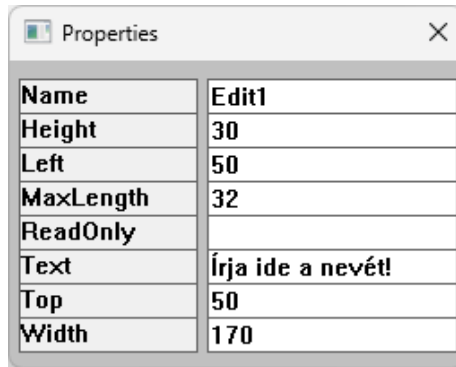 Properties
Name Edit1
Height 30
Left 50
MaxLength 32
ReadOnly
Text Írja ide a nevét!
Top 50
Width 170